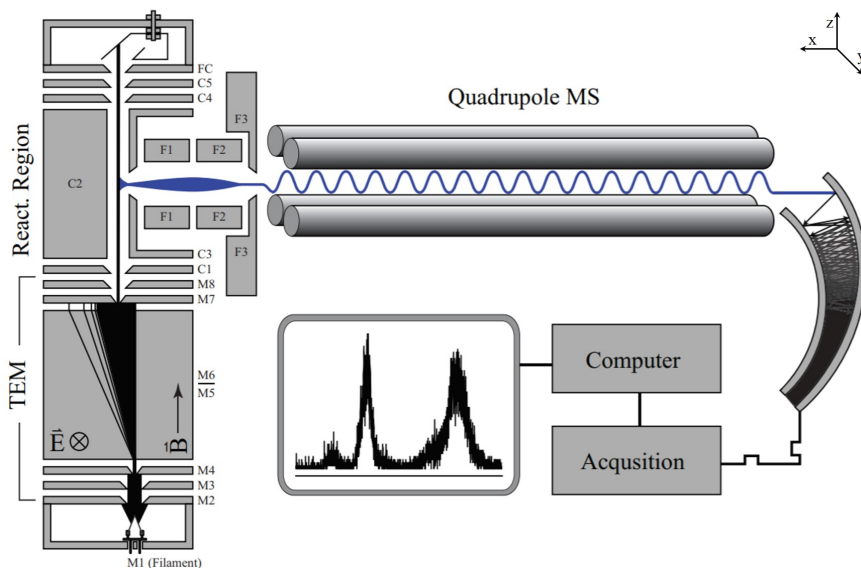 z
x
y
Quadrupole MS
FC
C5
C4
F3
F1
F2
C2
React. Region
F1
F2
F3
C3
C1
M8
M7
TEM
M6
M5
E ⊗
B
M4
M3
M2
M1 (Filament)
Computer
Acqusition